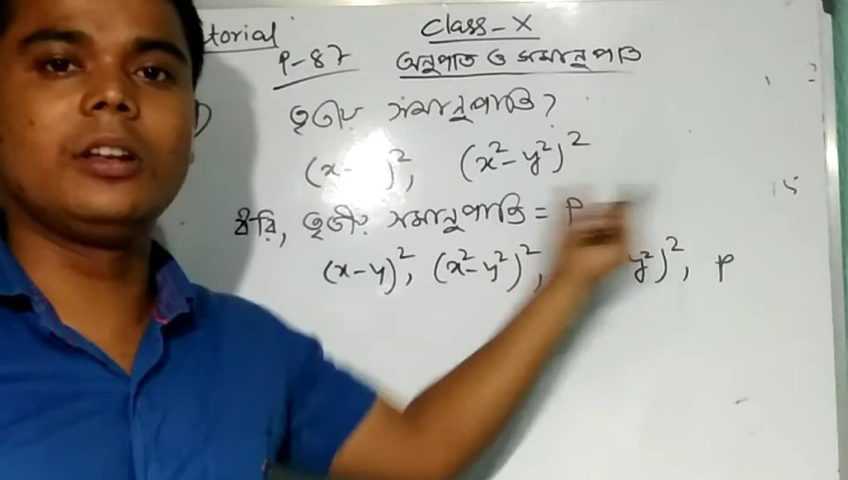 torial Class-X
P-87 অনুপাত ও সমানুপাত
তৃতীয় সমানুপাতি?
(x- )², (x²-y²)²
ধরি, তৃতীয় সমানুপাতি = P
(x-y)², (x²-y²)², y²)², P